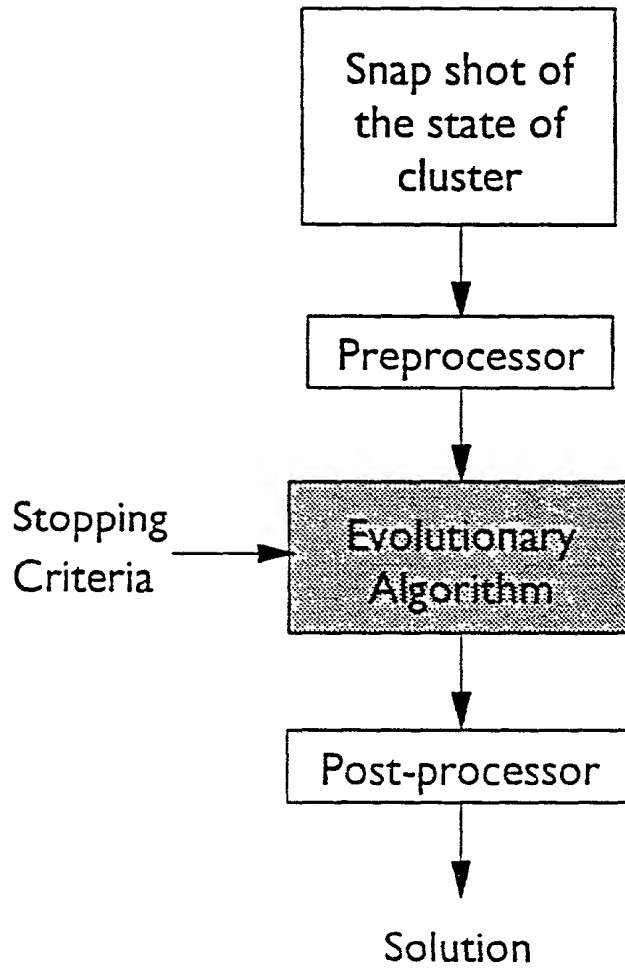 Snap shot of
the state of
cluster
Preprocessor
Stopping
Criteria
Evolutionary
Algorithm
Post-processor
Solution